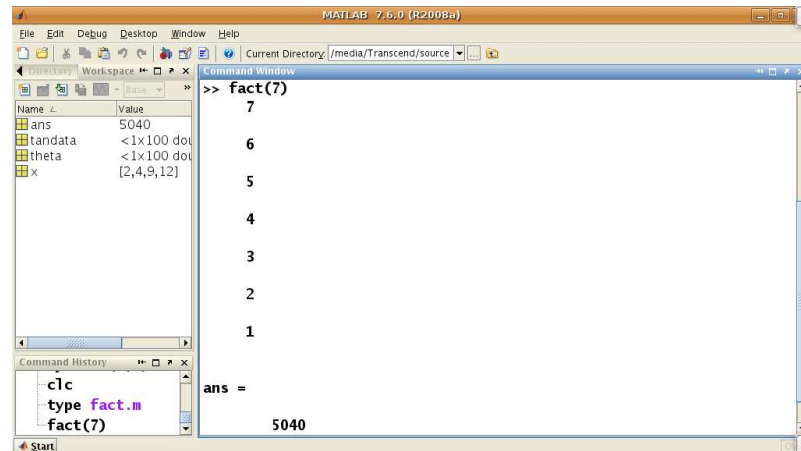 MATLAB 7.6.0 (R2008a)
File Edit Debug Desktop Window Help
Current Directory: /media/Transcend/source
Directory Workspace
Command Window
Base
Name Value
ans 5040
tandata <1x100 dou
theta <1x100 dou
x [2,4,9,12]
Command History
clc
type fact.m
fact(7)
>> fact(7)
7
6
5
4
3
2
1
ans =
5040
Start